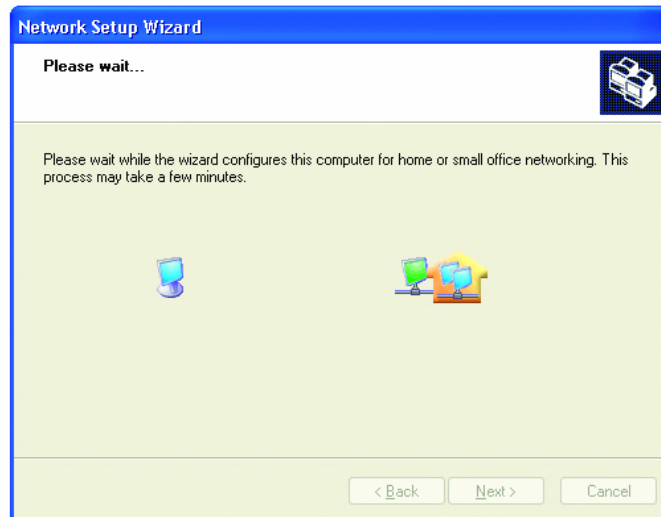 Network Setup Wizard
Please wait...
Please wait while the wizard configures this computer for home or small office networking. This
process may take a few minutes.
< Back
Next >
Cancel